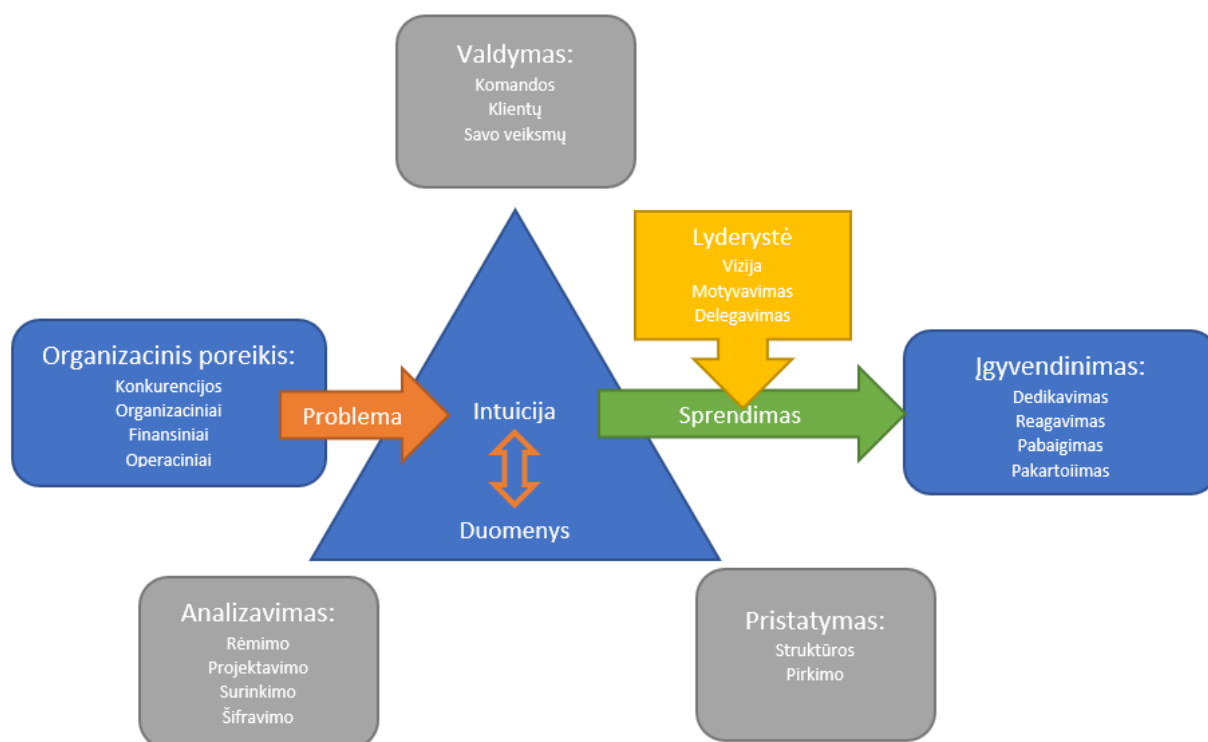 Valdymas:
Komandos
Klientų
Savo veiksmų
Lyderystė
Vizija
Motyvavimas
Delegavimas
Organizacinis poreikis:
Konkurencijos
Organizaciniai
Finansiniai
Operaciniai
Problema
Intuicija
Duomenys
Sprendimas
Įgyvendinimas:
Dedikavimas
Reagavimas
Pabaigimas
Pakartojimas
Analizavimas:
Rėmimo
Projektavimo
Surinkimo
Šifravimo
Pristatymas:
Struktūros
Pirkimo